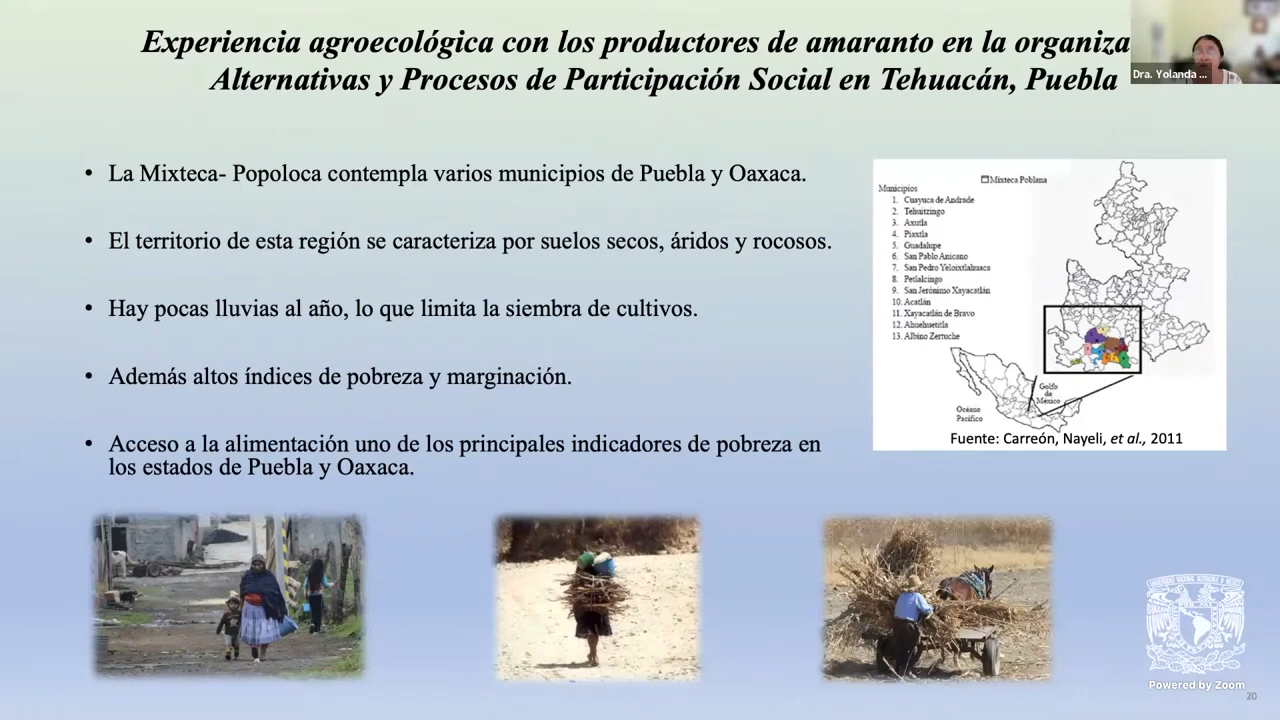 Experiencia agroecológica con los productores de amaranto en la organiza
Alternativas y Procesos de Participación Social en Tehuacán, Puebla
Dra. Yolanda ...
• La Mixteca- Popoloca contempla varios municipios de Puebla y Oaxaca.
• El territorio de esta región se caracteriza por suelos secos, áridos y rocosos.
• Hay pocas lluvias al año, lo que limita la siembra de cultivos.
• Además altos índices de pobreza y marginación.
• Acceso a la alimentación uno de los principales indicadores de pobreza en
los estados de Puebla y Oaxaca.
Mixteca Poblana
Municipios
1. Cuayuca de Andrade
2. Tehuitzingo
3. Axutla
4. Piaxtla
5. Guadalupe
6. San Pablo Anicano
7. San Pedro Yeloixtlahuaca
8. Petlalcingo
9. San Jerónimo Xayacatlán
10. Acatlán
11. Xayacatlán de Bravo
12. Ahuehuetitla
13. Albino Zertuche
Golfo
de
México
Océano
Pacífico
Fuente: Carreón, Nayeli, et al., 2011
Powered by Zoom
20